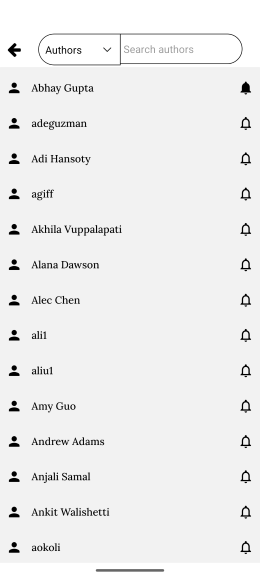 Authors
Search authors
Abhay Gupta
adeguzman
Adi Hansoty
agiff
Akhila Vuppalapati
Alana Dawson
Alec Chen
ali1
aliu1
Amy Guo
Andrew Adams
Anjali Samal
Ankit Walishetti
aokoli